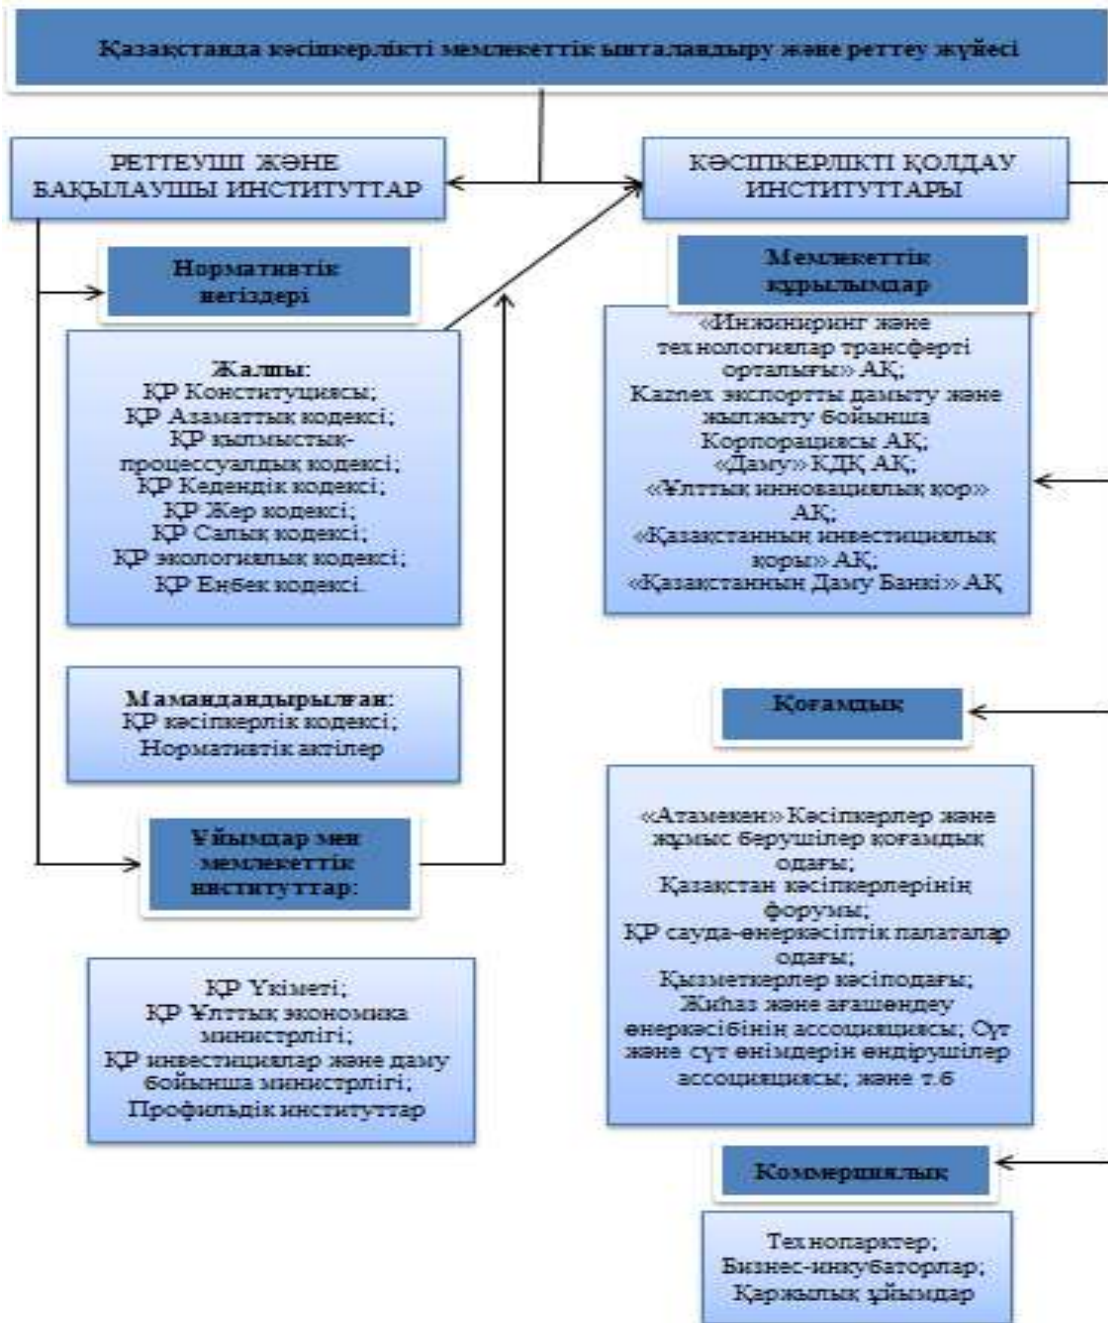 Қазақстанда кәсіпкерлікті мемлекеттік ынталандыру және реттеу жүйесі
РЕТТЕУШІ ЖӘНЕ
БАҚЫЛАУШЫ ИНСТИТУТТАР
Нормативтік
негіздері
Жалпы:
ҚР Конституциясы;
ҚР Азаматтық кодексі;
ҚР қылмыстық-
процессуалдық кодексі;
ҚР Кедендік кодексі;
ҚР Жер кодексі;
ҚР Салық кодексі;
ҚР экологиялық кодексі;
ҚР Еңбек кодексі.
Мамандандырылған:
ҚР кәсіпкерлік кодексі;
Нормативтік актілер
Ұйымдар мен
мемлекеттік
институттар:
ҚР Үкіметі;
ҚР Ұлттық экономика
министрлігі;
ҚР инвестициялар және даму
бойынша министрлігі;
Профильдік институттар
КӘСІПКЕРЛІКТІ ҚОЛДАУ
ИНСТИТУТТАРЫ
Мемлекеттік
құрылымдар
«Инжиниринг және
технологиялар трансферті
орталығы» АҚ;
Kaznex экспортты дамыту және
жылжыту бойынша
Корпорациясы АҚ;
«Даму» КДҚ АҚ;
«Ұлттық инновациялық қор»
АҚ;
«Қазақстанның инвестициялық
қоры» АҚ;
«Қазақстанның Даму Банкі» АҚ
Қоғамдық
«Атамекен» Кәсіпкерлер және
жұмыс берушілер қоғамдық
одағы;
Қазақстан кәсіпкерлерінің
форумы;
ҚР сауда-өнеркәсіптік палаталар
одағы;
Қызметкерлер кәсіподағы;
Жиһаз және ағашөңдеу
өнеркәсібінің ассоцияциясы; Сүт
және сүт өнімдерін өндірушілер
ассоцияциясы; және т.б
Коммерциялық
Технопарктер;
Бизнес-инкубаторлар;
Қаржылық ұйымдар